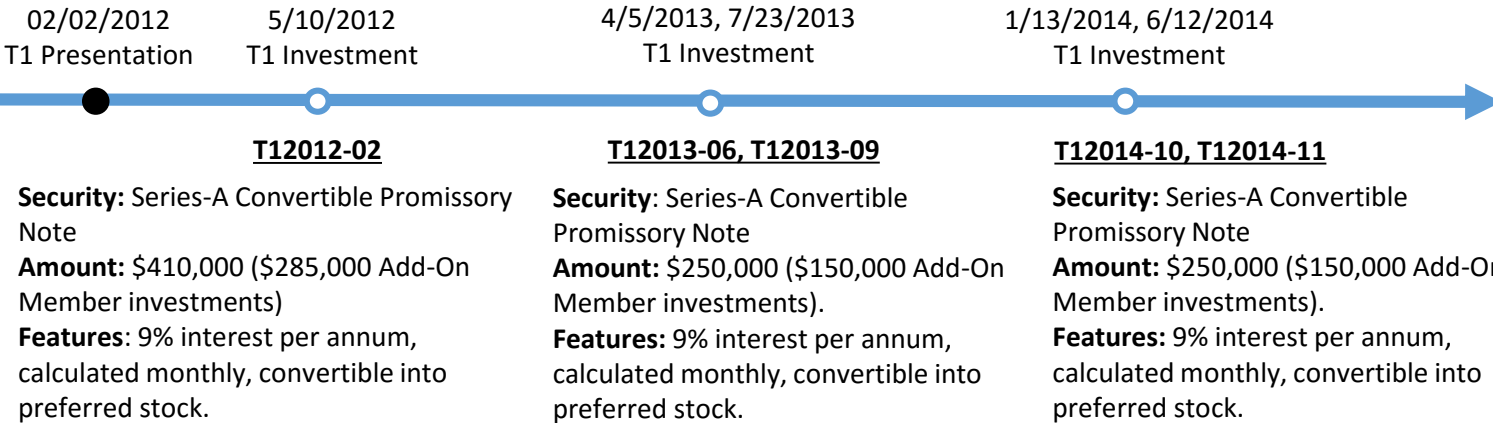 02/02/2012
T1 Presentation
5/10/2012
T1 Investment
4/5/2013, 7/23/2013
T1 Investment
1/13/2014, 6/12/2014
T1 Investment
T12012-02
Security: Series-A Convertible Promissory
Note
Amount: $410,000 ($285,000 Add-On
Member investments)
Features: 9% interest per annum,
calculated monthly, convertible into
preferred stock.
T12013-06, T12013-09
Security: Series-A Convertible
Promissory Note
Amount: $250,000 ($150,000 Add-On
Member investments).
Features: 9% interest per annum,
calculated monthly, convertible into
preferred stock.
T12014-10, T12014-11
Security: Series-A Convertible
Promissory Note
Amount: $250,000 ($150,000 Add-On
Member investments).
Features: 9% interest per annum,
calculated monthly, convertible into
preferred stock.